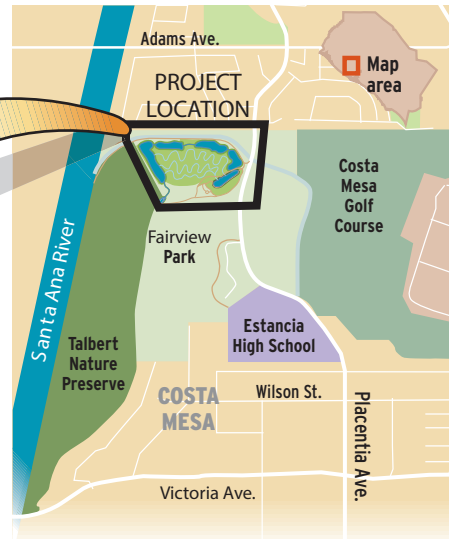 Adams Ave.
Map
area
PROJECT
LOCATION
Costa
Mesa
Golf
Course
Santa Ana River
Fairview
Park
Estancia
High School
Talbert
Nature
Preserve
COSTA
MESA
Wilson St.
Placentia Ave.
Victoria Ave.